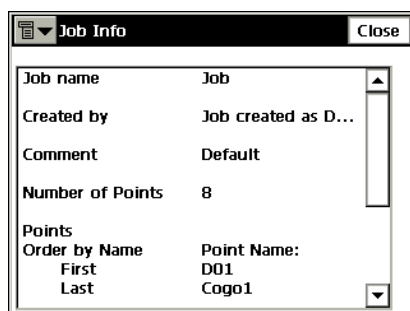 Job Info Close
Job name Job
Created by Job created as D...
Comment Default
Number of Points 8
Points
Order by Name Point Name:
First D01
Last Cogo1